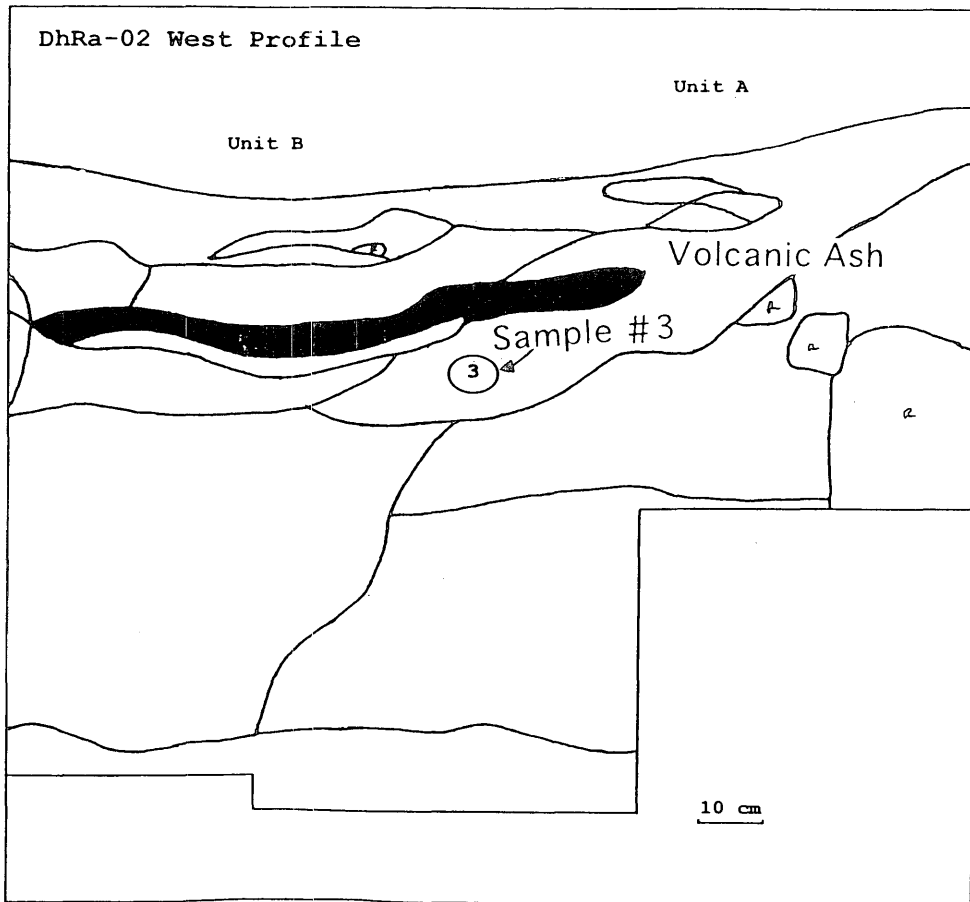 DhRa-02 West Profile
Unit A
Unit B
Volcanic Ash
Sample #3
3
R
R
R
10 cm